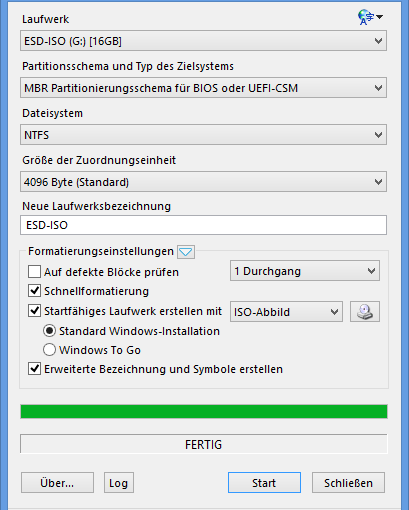 Laufwerk
ESD-ISO (G:) [16GB]
Partitionsschema und Typ des Zielsystems
MBR Partitionierungsschema für BIOS oder UEFI-CSM
Dateisystem
NTFS
Größe der Zuordnungseinheit
4096 Byte (Standard)
Neue Laufwerksbezeichnung
ESD-ISO
Formatierungseinstellungen
Auf defekte Blöcke prüfen 1 Durchgang
Schnellformatierung
Startfähiges Laufwerk erstellen mit ISO-Abbild
Standard Windows-Installation
Windows To Go
Erweiterte Bezeichnung und Symbole erstellen
FERTIG
Über... Log Start Schließen